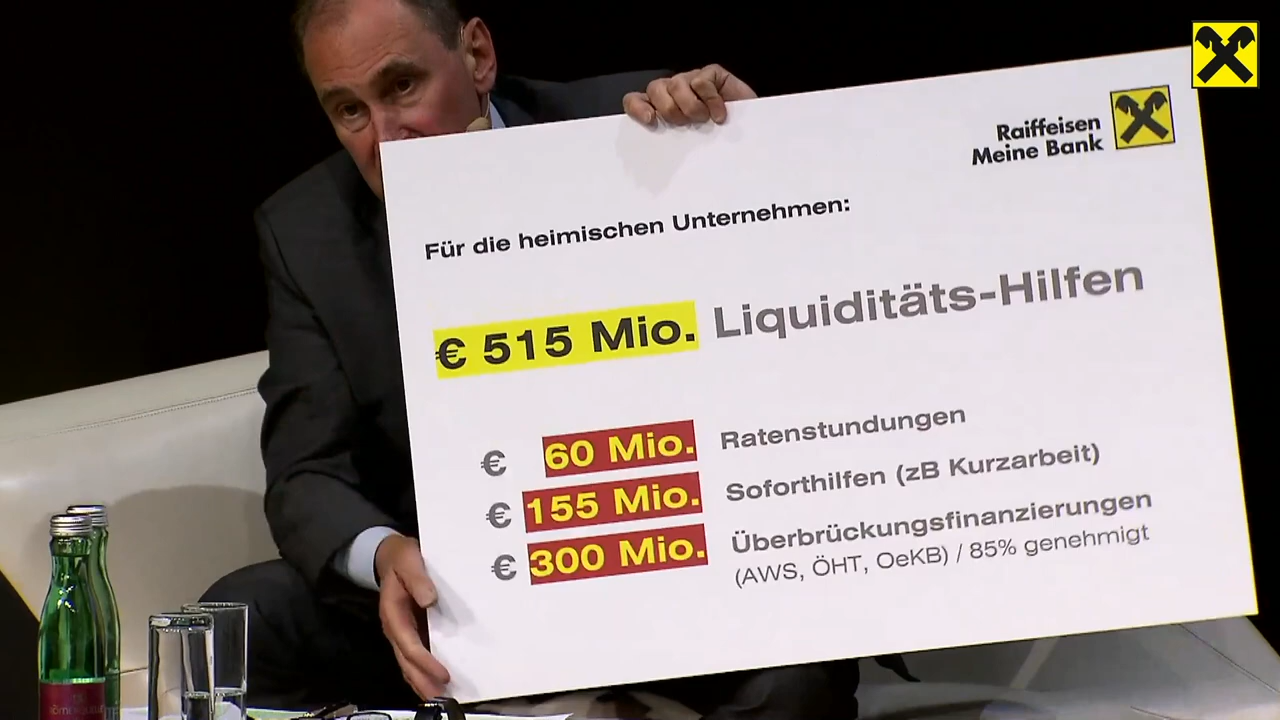 Raiffeisen
Meine Bank
Für die heimischen Unternehmen:
€ 515 Mio. Liquiditäts-Hilfen
€ 60 Mio. Ratenstundungen
€ 155 Mio. Soforthilfen (zB Kurzarbeit)
€ 300 Mio. Überbrückungsfinanzierungen
(AWS, ÖHT, OeKB) / 85% genehmigt